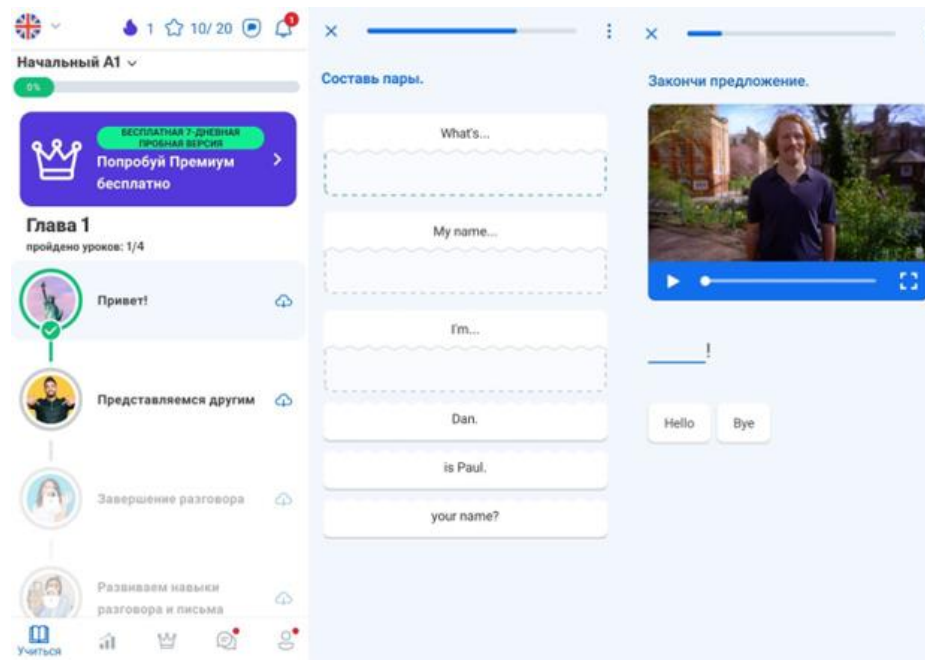 1 10/ 20 1
Начальный A1
0%
БЕСПЛАТНАЯ 7-ДНЕВНАЯ
ПРОБНАЯ ВЕРСИЯ
Попробуй Премиум
бесплатно
Глава 1
пройдено уроков: 1/4
Привет!
Представляемся другим
Завершение разговора
Развиваем навыки
разговора и письма
Учиться
Составь пары.
What's...
My name...
I'm...
Dan.
is Paul.
your name?
Закончи предложение.
_____!
Hello Bye